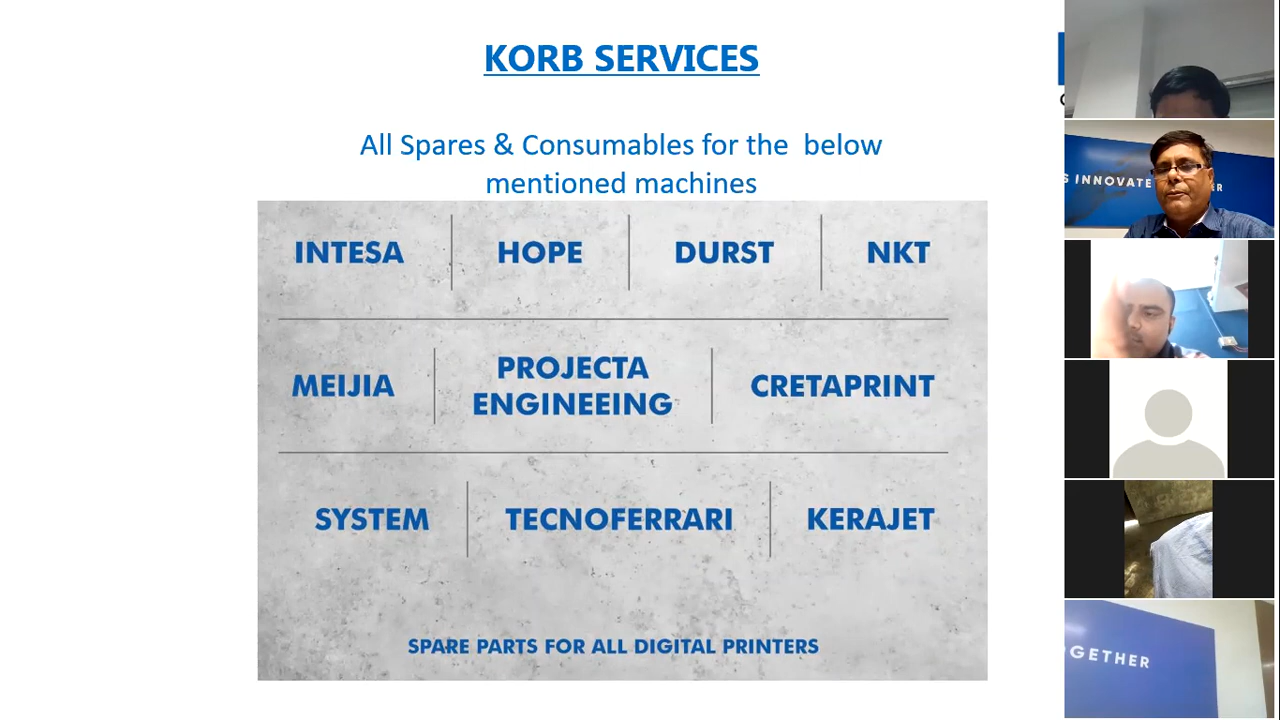 KORB SERVICES
All Spares & Consumables for the below
mentioned machines
INTESA
HOPE
DURST
NKT
MEIJIA
PROJECTA
ENGINEEING
CRETAPRINT
SYSTEM
TECNOFERRARI
KERAJET
SPARE PARTS FOR ALL DIGITAL PRINTERS
S INNOVATE
GETHER